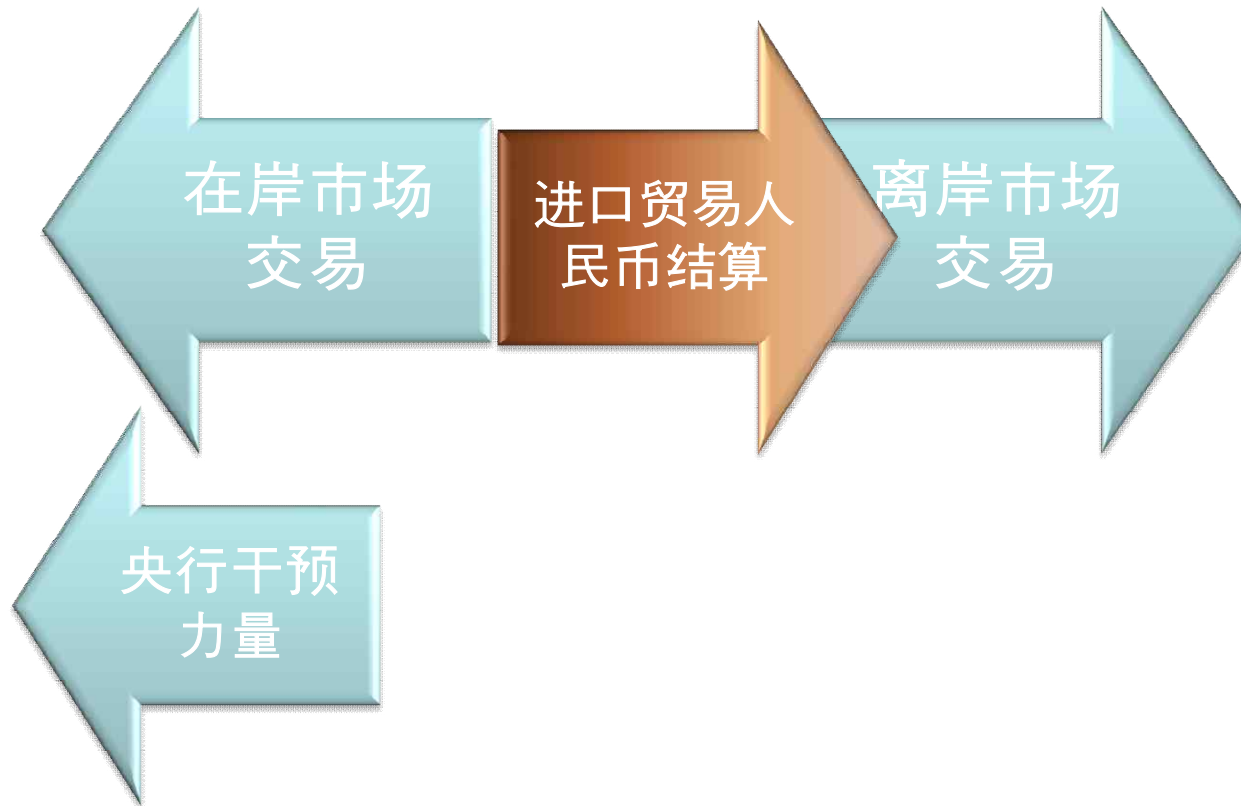 在岸市场
交易
进口贸易人
民币结算
离岸市场
交易
央行干预
力量